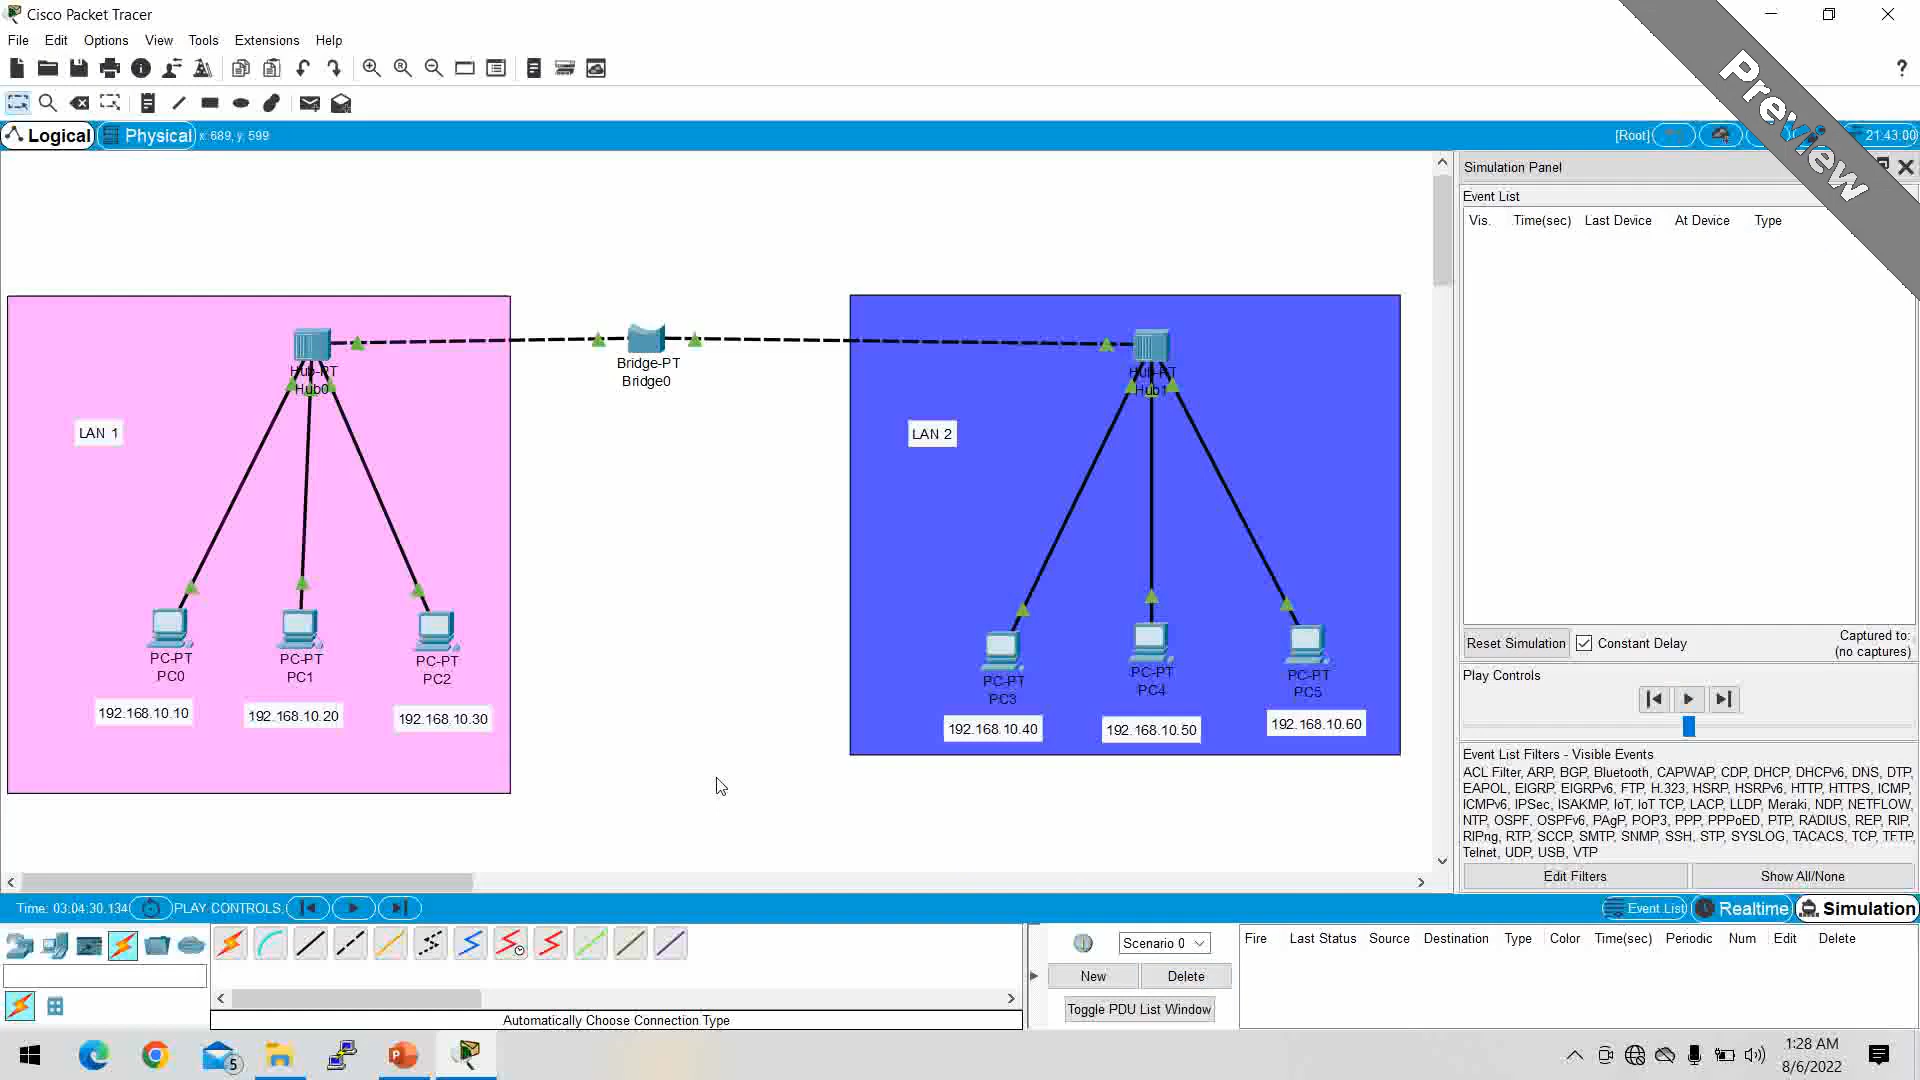 Cisco Packet Tracer
File Edit Options View Tools Extensions Help
?
Preview
Logical Physical x: 689, y: 599
[Root] 21:43:00
Simulation Panel
Event List
Vis. Time(sec) Last Device At Device Type
Hub-PT
Hub0
Bridge-PT
Bridge0
Hub-PT
Hub1
LAN 1
LAN 2
PC-PT
PC0
PC-PT
PC1
PC-PT
PC2
PC-PT
PC3
PC-PT
PC4
PC-PT
PC5
192.168.10.10
192.168.10.20
192.168.10.30
192.168.10.40
192.168.10.50
192.168.10.60
Reset Simulation Constant Delay Captured to:
(no captures)
Play Controls
Event List Filters - Visible Events
ACL Filter, ARP, BGP, Bluetooth, CAPWAP, CDP, DHCP, DHCPv6, DNS, DTP,
EAPOL, EIGRP, EIGRPv6, FTP, H.323, HSRP, HSRPv6, HTTP, HTTPS, ICMP,
ICMPv6, IPSec, ISAKMP, IoT, IoT TCP, LACP, LLDP, Meraki, NDP, NETFLOW,
NTP, OSPF, OSPFv6, PAgP, POP3, PPP, PPPoED, PTP, RADIUS, REP, RIP,
RIPng, RTP, SCCP, SMTP, SNMP, SSH, STP, SYSLOG, TACACS, TCP, TFTP,
Telnet, UDP, USB, VTP
Edit Filters Show All/None
Time: 03:04:30.134 PLAY CONTROLS: Event List Realtime Simulation
Scenario 0
New Delete
Toggle PDU List Window
Fire Last Status Source Destination Type Color Time(sec) Periodic Num Edit Delete
Automatically Choose Connection Type
5
1:28 AM
8/6/2022